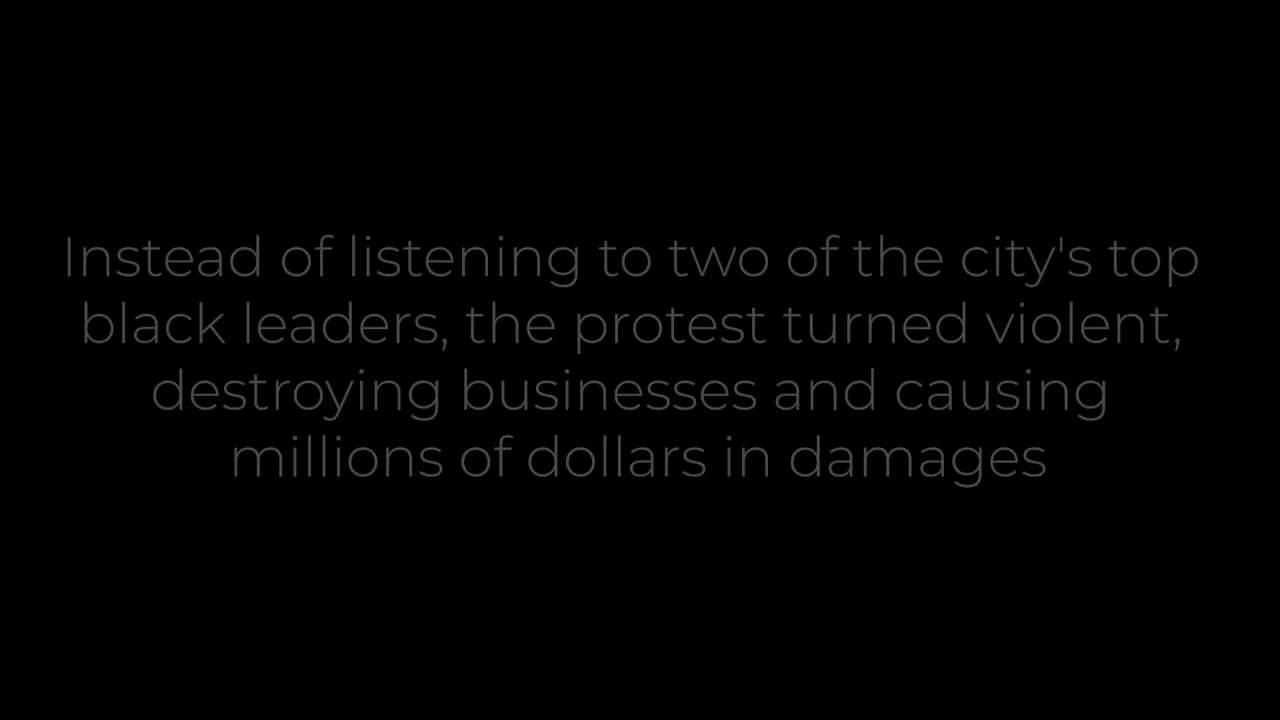 Instead of listening to two of the city's top
black leaders, the protest turned violent,
destroying businesses and causing
millions of dollars in damages